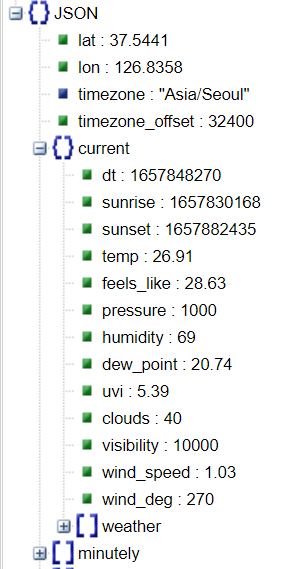 JSON
lat : 37.5441
lon : 126.8358
timezone : "Asia/Seoul"
timezone_offset : 32400
current
dt : 1657848270
sunrise : 1657830168
sunset : 1657882435
temp : 26.91
feels_like : 28.63
pressure : 1000
humidity : 69
dew_point : 20.74
uvi : 5.39
clouds : 40
visibility : 10000
wind_speed : 1.03
wind_deg : 270
weather
minutely